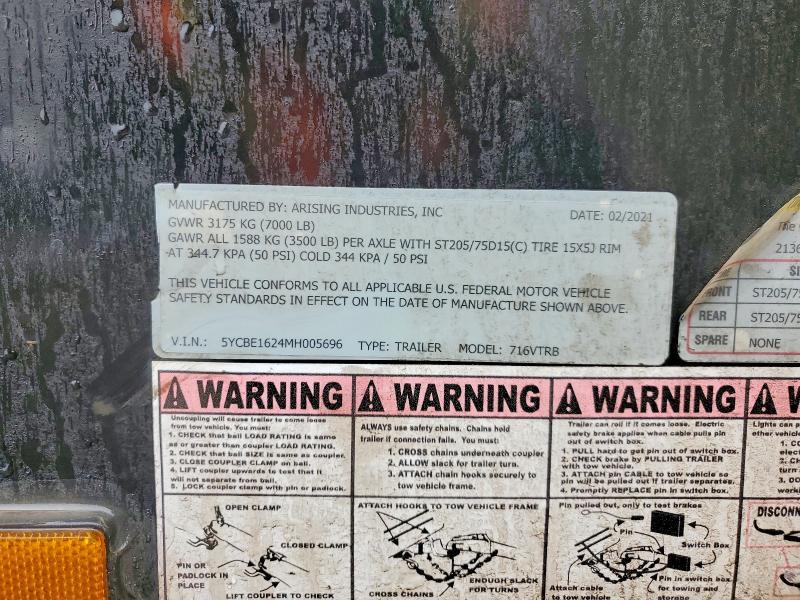 MANUFACTURED BY: ARISING INDUSTRIES, INC DATE: 02/2021
GVWR 3175 KG (7000 LB)
GAWR ALL 1588 KG (3500 LB) PER AXLE WITH ST205/75D15(C) TIRE 15X5J RIM
AT 344.7 KPA (50 PSI) COLD 344 KPA / 50 PSI
THIS VEHICLE CONFORMS TO ALL APPLICABLE U.S. FEDERAL MOTOR VEHICLE
SAFETY STANDARDS IN EFFECT ON THE DATE OF MANUFACTURE SHOWN ABOVE.
V.I.N.: 5YCBE1624MH005696 TYPE: TRAILER MODEL: 716VTRB
The
2136
RONT ST205/75
REAR ST205/75
SPARE NONE
WARNING
Uncoupling will cause trailer to come loose
from vehicle. You must:
1. CHECK that ball LOAD RATING is same
as or greater than coupler LOAD RATING.
2. CHECK that ball SIZE is same as coupler.
3. CLOSE COUPLER CLAMP on ball.
4. LIFT coupler upwards to test that it
will not separate from ball.
5. LOCK coupler clamp with pin or padlock.
OPEN CLAMP
CLOSED CLAMP
PIN OR
PADLOCK IN
PLACE
LIFT COUPLER TO CHECK
WARNING
ALWAYS use safety chains. Chains hold
trailer if connection fails. You must:
1. CROSS chains underneath coupler
2. ALLOW slack for trailer turn.
3. ATTACH chain hooks securely to
tow vehicle frame.
ATTACH HOOKS TO TOW VEHICLE FRAME
ENOUGH SLACK
FOR TURNS
CROSS CHAINS
WARNING
Trailer can roll if it comes loose. Electric
safety brake applies when cable pulls pin
out of switch box.
1. PULL hard to get pin out of switch box.
2. CHECK brake by PULLING TRAILER
with tow vehicle.
3. ATTACH pin CABLE to tow vehicle so
pin will be pulled out if trailer separates.
4. Promptly REPLACE pin in switch box.
Pin pulled out, only to test brakes
Pin
Switch Box
Attach cable
to tow vehicle
Pin in switch box
for towing and
storage
W
Lights can
other vehicle
DISCONN